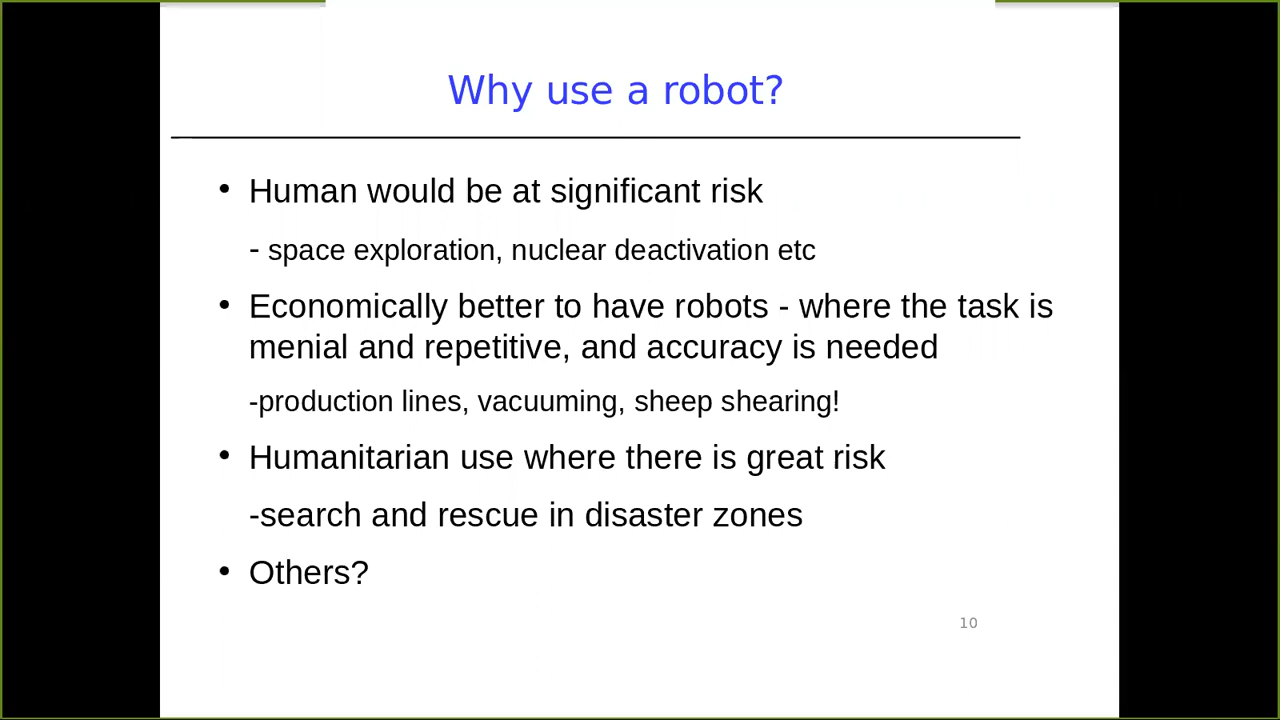 Why use a robot?
• Human would be at significant risk
- space exploration, nuclear deactivation etc
• Economically better to have robots - where the task is
menial and repetitive, and accuracy is needed
-production lines, vacuuming, sheep shearing!
• Humanitarian use where there is great risk
-search and rescue in disaster zones
• Others?
10